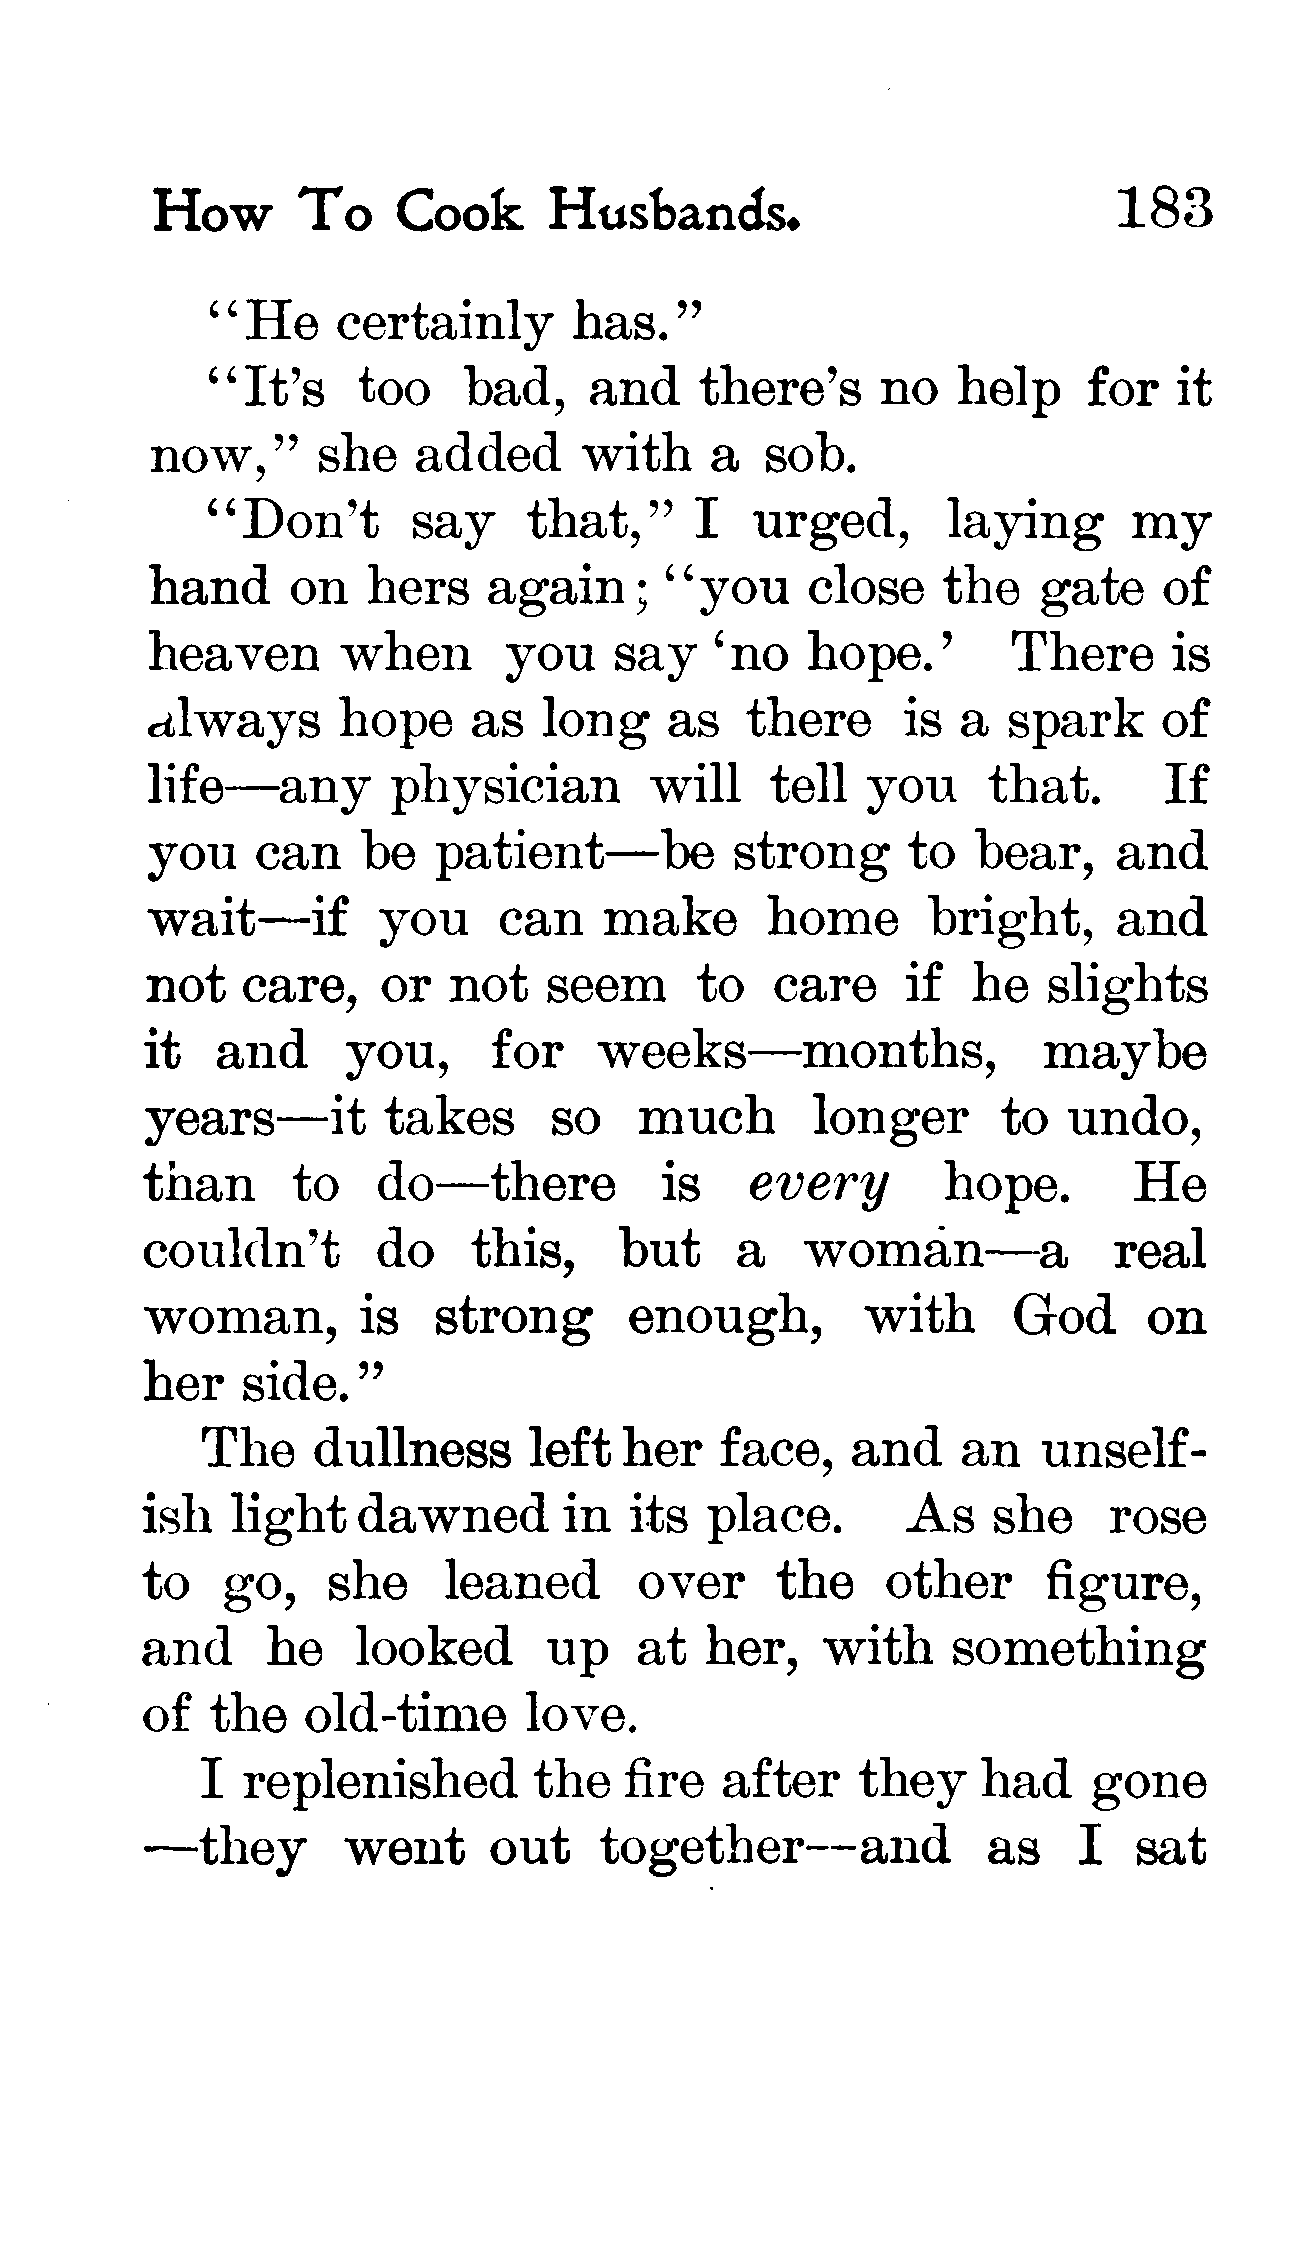 How To Cook Husbands. 183
“He certainly has.”
“It's too bad, and there's no help for it
now,” she added with a sob.
“Don't say that,” I urged, laying my
hand on hers again; “you close the gate of
heaven when you say ‘no hope.’ There is
always hope as long as there is a spark of
life—any physician will tell you that. If
you can be patient—be strong to bear, and
wait—if you can make home bright, and
not care, or not seem to care if he slights
it and you, for weeks—months, maybe
years—it takes so much longer to undo,
than to do—there is every hope. He
couldn't do this, but a woman—a real
woman, is strong enough, with God on
her side.”
The dullness left her face, and an unself-
ish light dawned in its place. As she rose
to go, she leaned over the other figure,
and he looked up at her, with something
of the old-time love.
I replenished the fire after they had gone
—they went out together—and as I sat